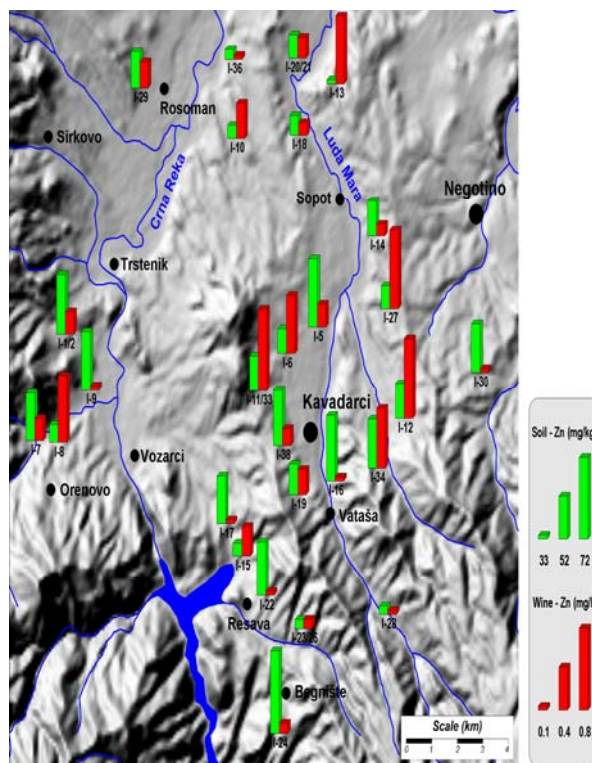 I-29
Rosoman
I-36
I-20/21
I-13
Sirkovo
I-10
I-18
Crna Reka
Luda Mara
Sopot
Negotino
I-14
Trstenik
I-27
I-1/2
I-5
I-6
I-30
I-9
I-11/33
Kavadarci
I-12
I-7
I-8
I-38
I-16
I-34
Vozarci
I-19
Orenovo
I-17
Vataša
I-15
I-22
Resava
I-28
Begnište
I-24
Scale (km)
0 1 2 3 4
Soil - Zn (mg/kg
33 52 72
Wine - Zn (mg/l
0.1 0.4 0.8